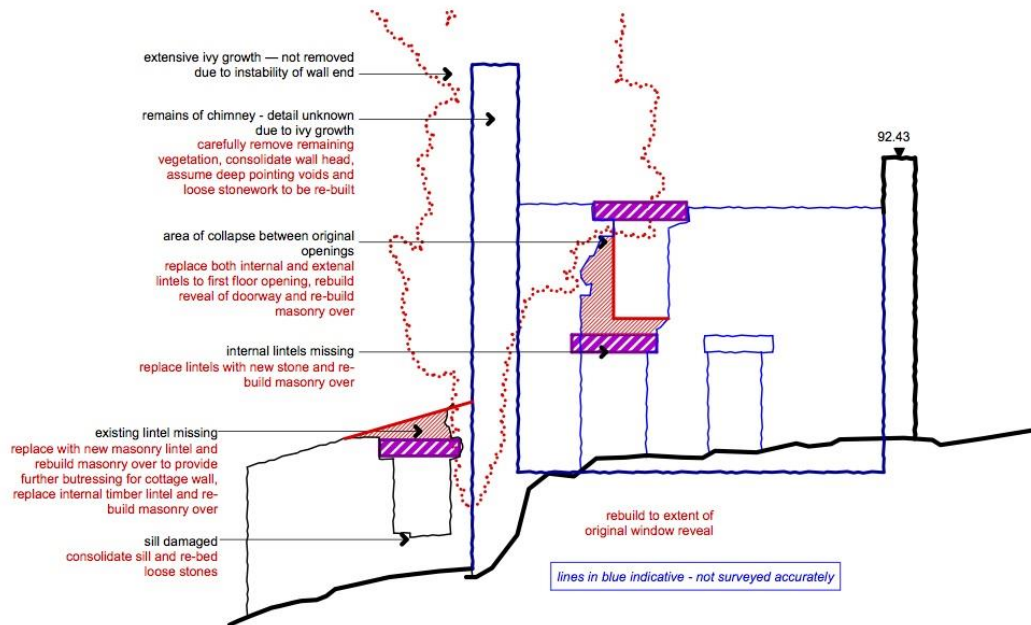 extensive ivy growth — not removed
due to instability of wall end
remains of chimney - detail unknown
due to ivy growth
carefully remove remaining
vegetation, consolidate wall head,
assume deep pointing voids and
loose stonework to be re-built
92.43
area of collapse between original
openings
replace both internal and extenal
lintels to first floor opening, rebuild
reveal of doorway and re-build
masonry over
internal lintels missing
replace lintels with new stone and re-
build masonry over
existing lintel missing
replace with new masonry lintel and
rebuild masonry over to provide
further butressing for cottage wall,
replace internal timber lintel and re-
build masonry over
sill damaged
consolidate sill and re-bed
loose stones
rebuild to extent of
original window reveal
lines in blue indicative - not surveyed accurately